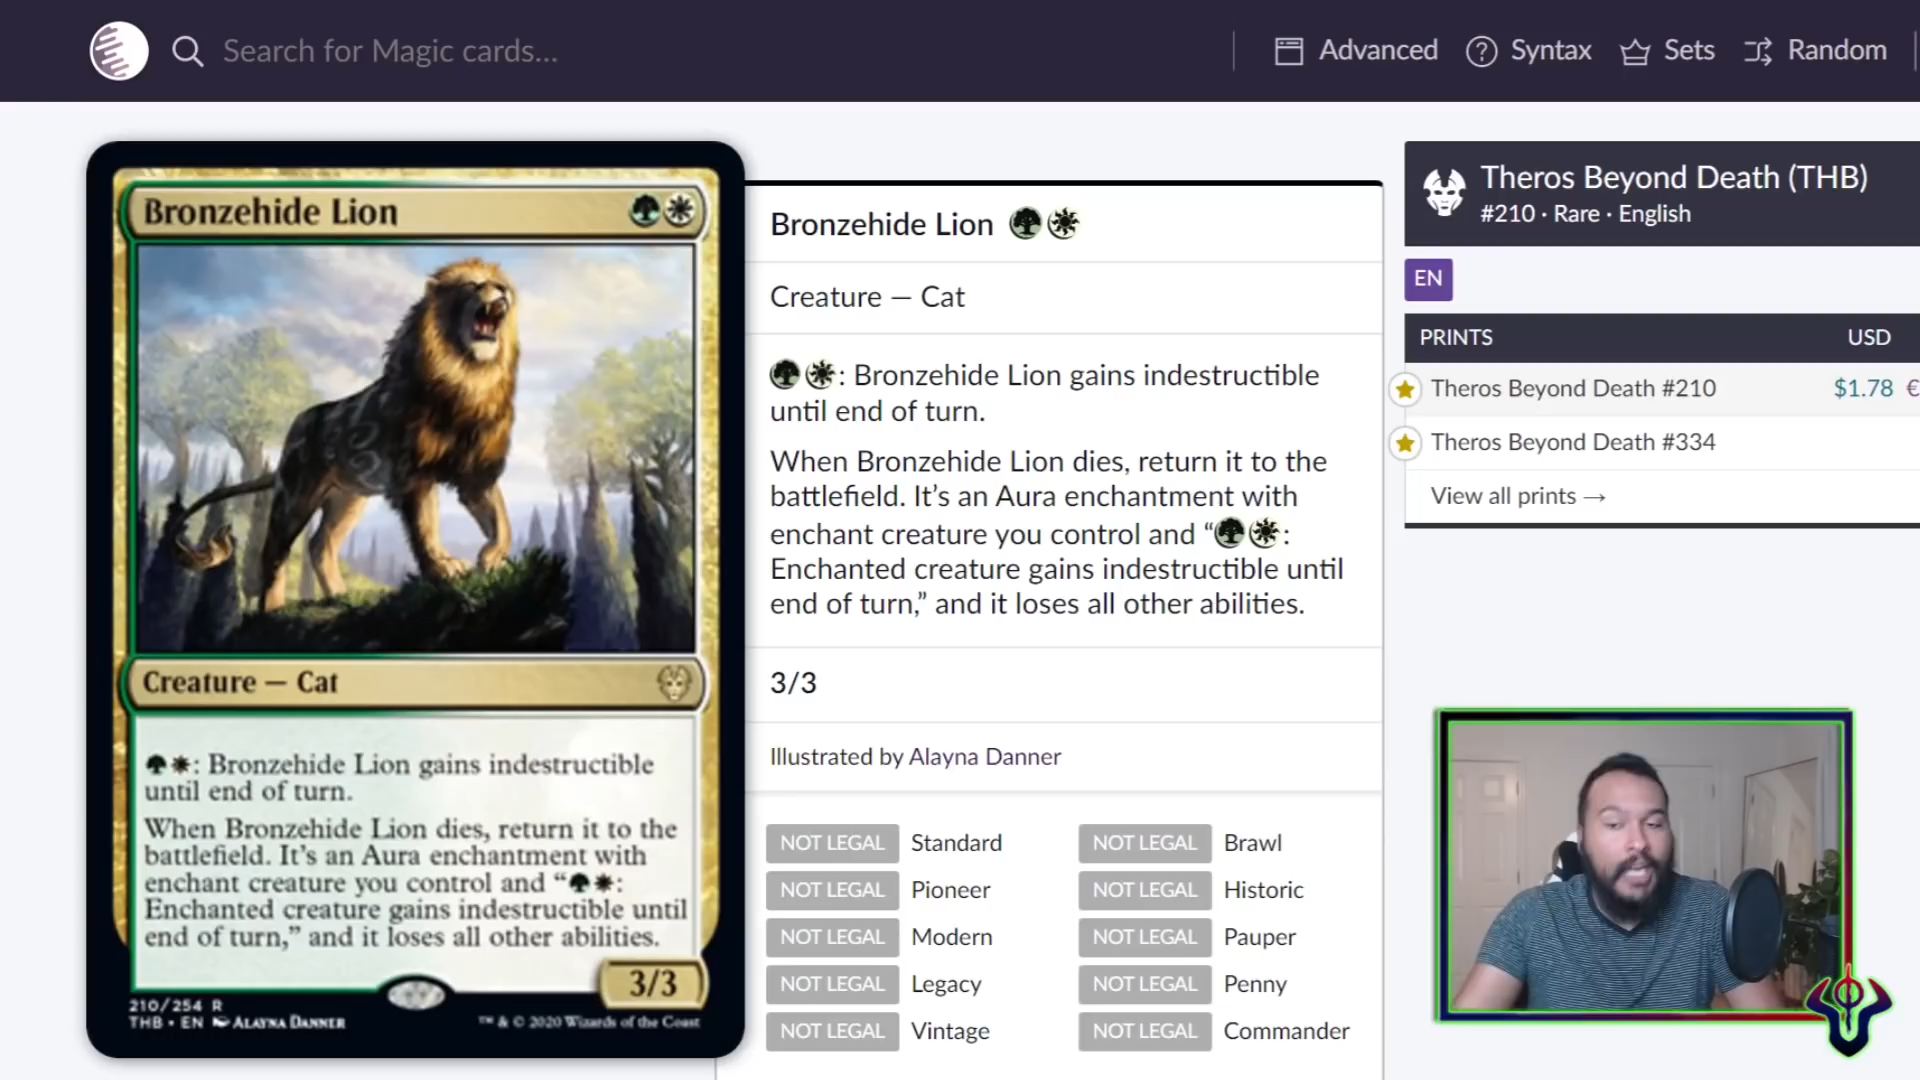 Search for Magic cards...
Advanced
Syntax
Sets
Random
Bronzehide Lion
Creature — Cat
: Bronzehide Lion gains indestructible
until end of turn.
When Bronzehide Lion dies, return it to the
battlefield. It's an Aura enchantment with
enchant creature you control and “ :
Enchanted creature gains indestructible until
end of turn,” and it loses all other abilities.
3/3
210/254 R
THB • EN ALAYNA DANNER
™ & © 2020 Wizards of the Coast
Bronzehide Lion
Creature — Cat
: Bronzehide Lion gains indestructible
until end of turn.
When Bronzehide Lion dies, return it to the
battlefield. It’s an Aura enchantment with
enchant creature you control and “ :
Enchanted creature gains indestructible until
end of turn,” and it loses all other abilities.
3/3
Illustrated by Alayna Danner
NOT LEGAL Standard NOT LEGAL Brawl
NOT LEGAL Pioneer NOT LEGAL Historic
NOT LEGAL Modern NOT LEGAL Pauper
NOT LEGAL Legacy NOT LEGAL Penny
NOT LEGAL Vintage NOT LEGAL Commander
Theros Beyond Death (THB)
#210 · Rare · English
EN
PRINTS USD
Theros Beyond Death #210 $1.78 €
Theros Beyond Death #334
View all prints →